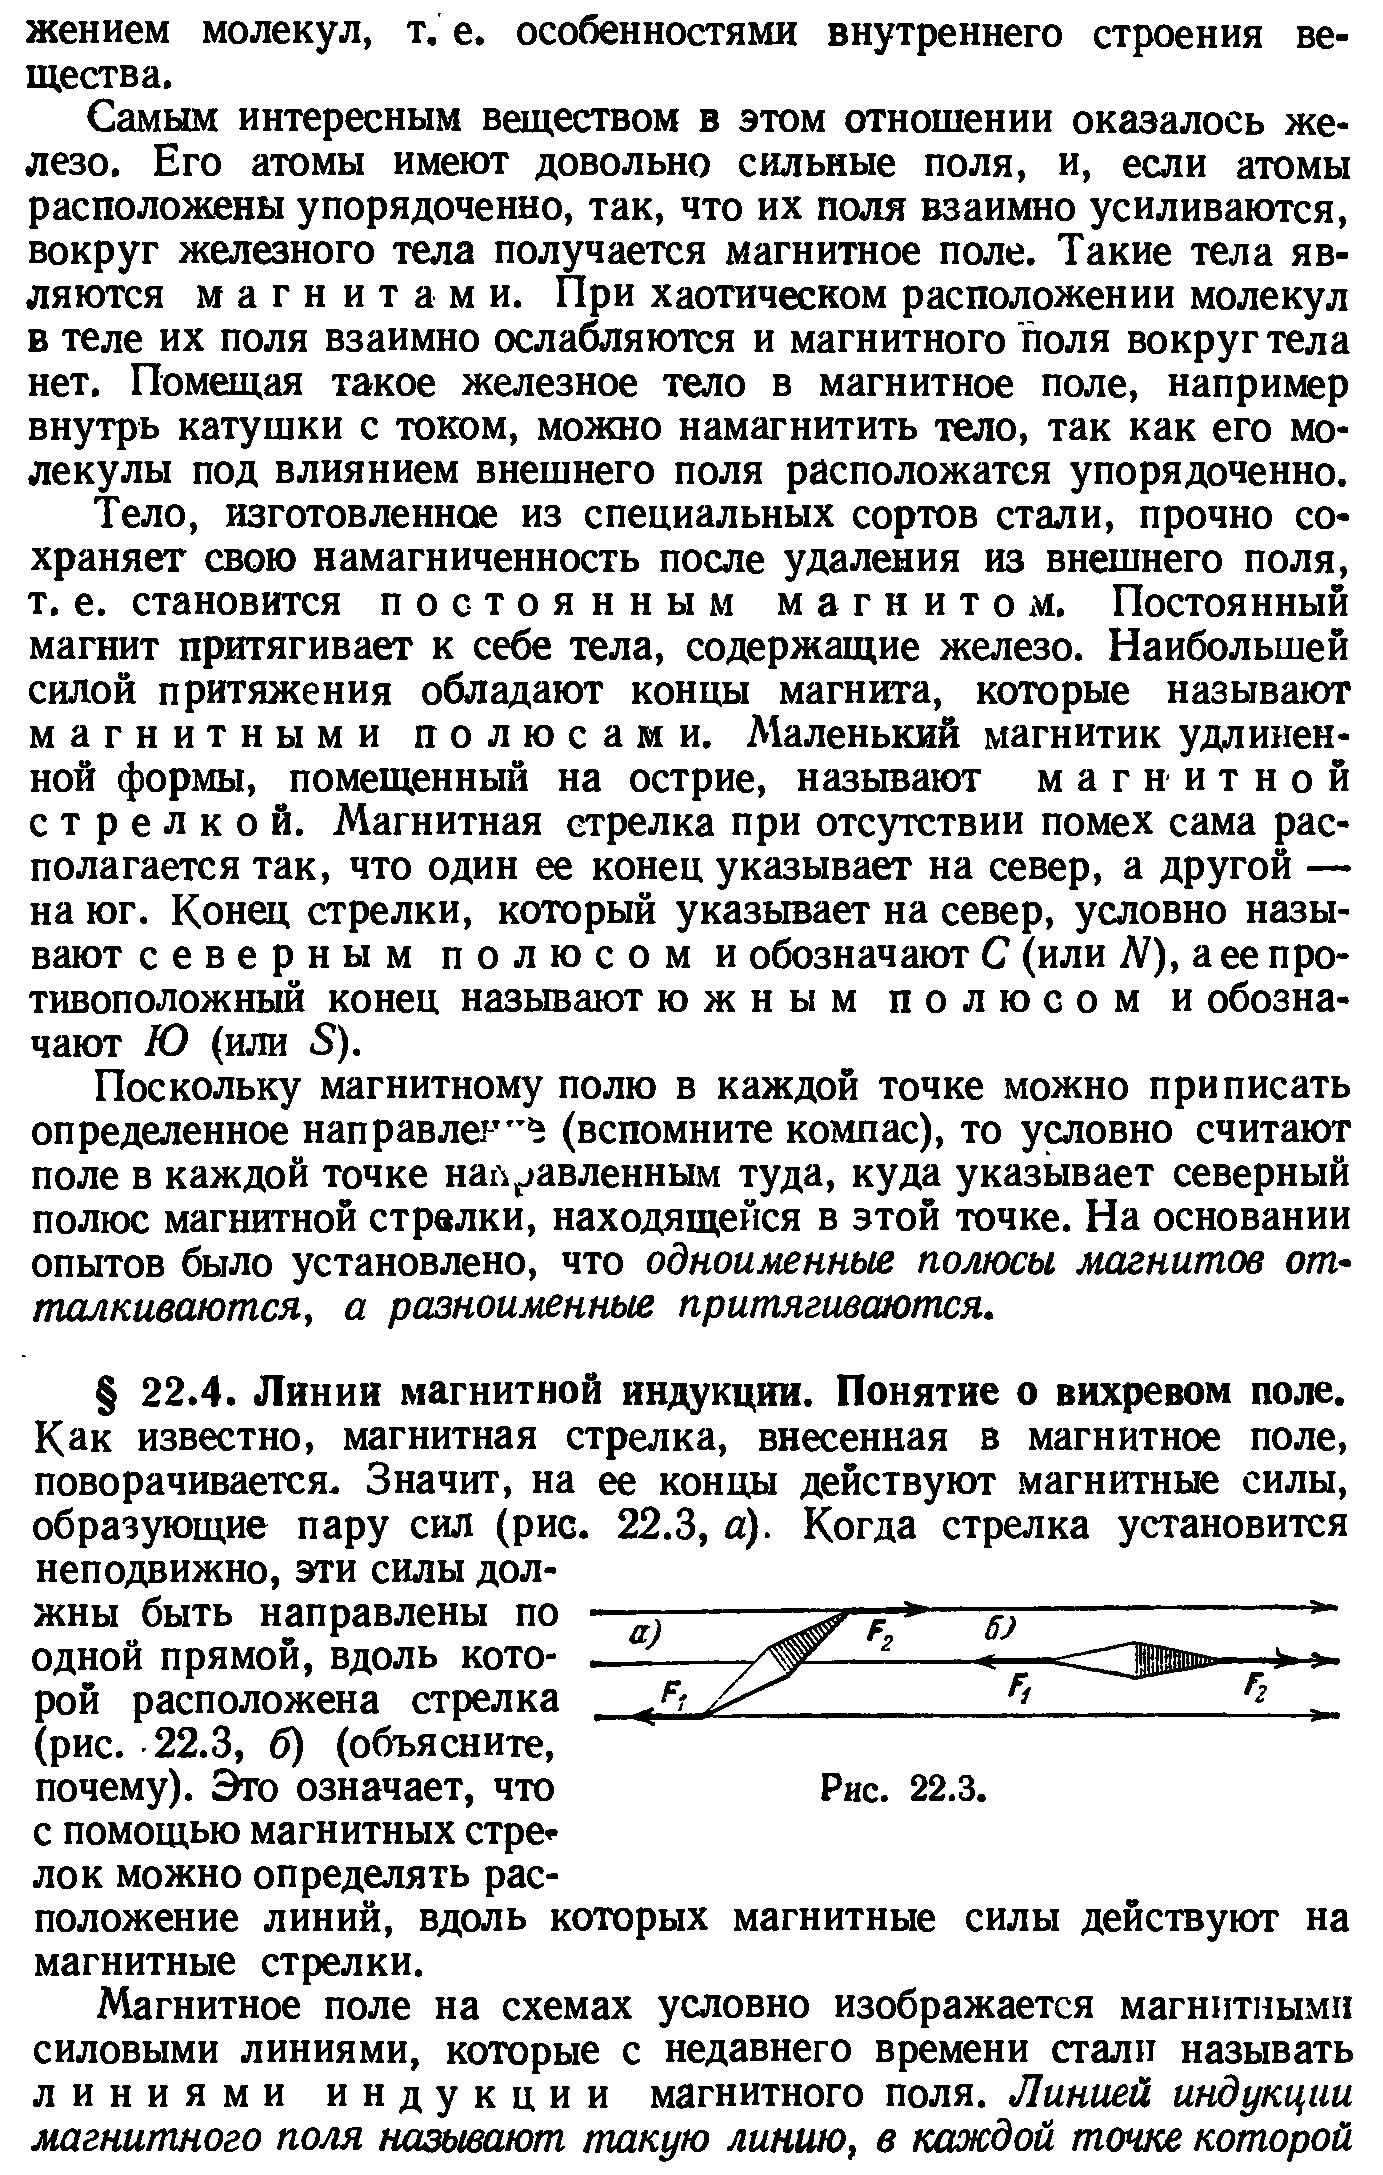 жением молекул, т. е. особенностями внутреннего строения ве-
щества.
Самым интересным веществом в этом отношении оказалось же-
лезо. Его атомы имеют довольно сильные поля, и, если атомы
расположены упорядоченно, так, что их поля взаимно усиливаются,
вокруг железного тела получается магнитное поле. Такие тела яв-
ляются магнитами. При хаотическом расположении молекул
в теле их поля взаимно ослабляются и магнитного поля вокруг тела
нет. Помещая такое железное тело в магнитное поле, например
внутрь катушки с током, можно намагнитить тело, так как его мо-
лекулы под влиянием внешнего поля расположатся упорядоченно.
Тело, изготовленное из специальных сортов стали, прочно со-
храняет свою намагниченность после удаления из внешнего поля,
т. е. становится постоянным магнитом. Постоянный
магнит притягивает к себе тела, содержащие железо. Наибольшей
силой притяжения обладают концы магнита, которые называют
магнитными полюсами. Маленький магнитик удлинен-
ной формы, помещенный на острие, называют магнитной
стрелкой. Магнитная стрелка при отсутствии помех сама рас-
полагается так, что один ее конец указывает на север, а другой —
на юг. Конец стрелки, который указывает на север, условно назы-
вают северным полюсом и обозначают С (или N), а ее про-
тивоположный конец называют южным полюсом и обозна-
чают Ю (или S).
Поскольку магнитному полю в каждой точке можно приписать
определенное направление (вспомните компас), то условно считают
поле в каждой точке направленным туда, куда указывает северный
полюс магнитной стрелки, находящейся в этой точке. На основании
опытов было установлено, что одноименные полюсы магнитов от-
талкиваются, а разноименные притягиваются.
§ 22.4. Линии магнитной индукции. Понятие о вихревом поле.
Как известно, магнитная стрелка, внесенная в магнитное поле,
поворачивается. Значит, на ее концы действуют магнитные силы,
образующие пару сил (рис. 22.3, а). Когда стрелка установится
неподвижно, эти силы дол-
жны быть направлены по
одной прямой, вдоль кото-
рой расположена стрелка
(рис. 22.3, б) (объясните,
почему). Это означает, что
с помощью магнитных стре-
лок можно определять рас-
а) F₂ б)
F₁ F₁ F₂
Рис. 22.3.
положение линий, вдоль которых магнитные силы действуют на
магнитные стрелки.
Магнитное поле на схемах условно изображается магнитными
силовыми линиями, которые с недавнего времени стали называть
линиями индукции магнитного поля. Линией индукции
магнитного поля называют такую линию, в каждой точке которой